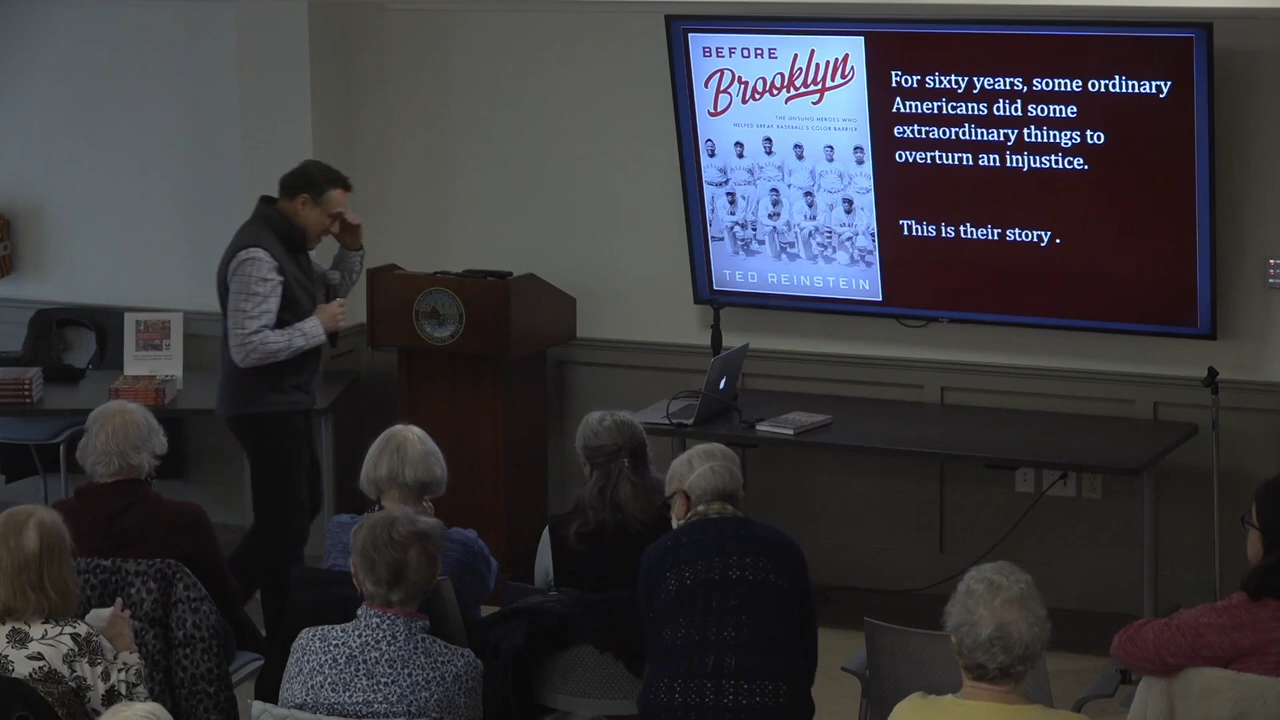 BEFORE
Brooklyn
THE UNSUNG HEROES WHO
HELPED BREAK BASEBALL'S COLOR BARRIER
TED REINSTEIN
For sixty years, some ordinary
Americans did some
extraordinary things to
overturn an injustice.
This is their story .